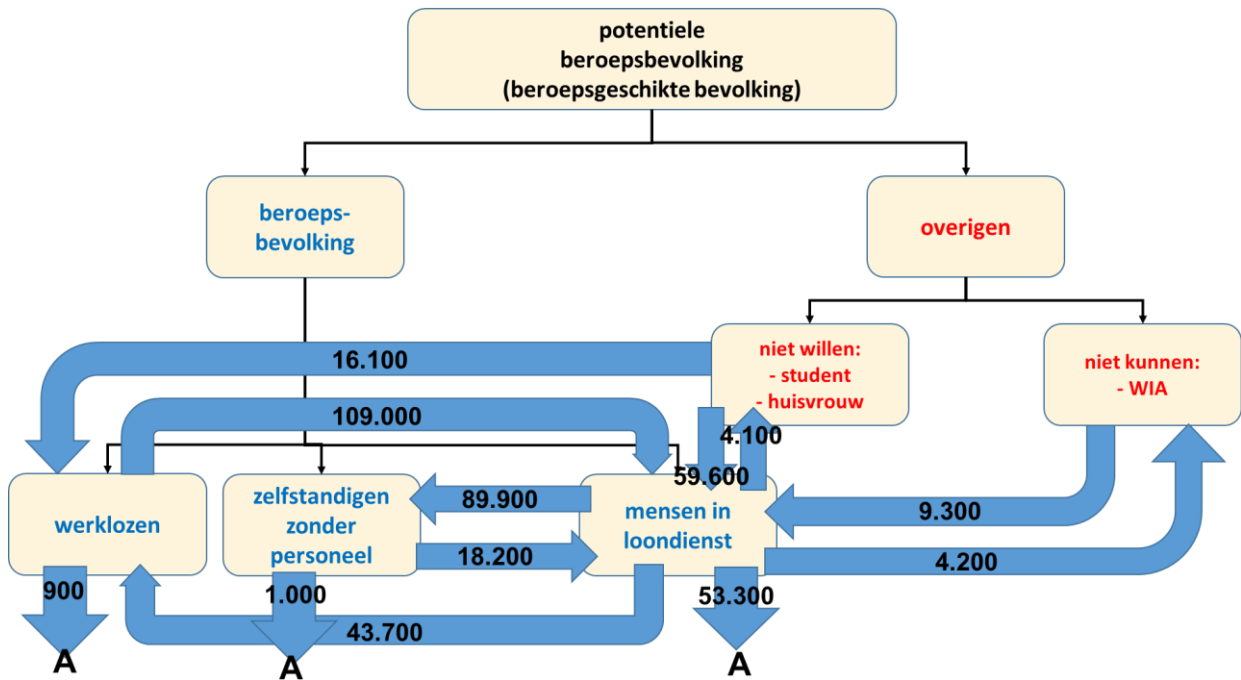 potentiele
beroepsbevolking
(beroepsgeschikte bevolking)
beroeps-
bevolking
overigen
niet willen:
- student
- huisvrouw
niet kunnen:
- WIA
16.100
109.000
4.100
59.600
werklozen
zelfstandigen
zonder
personeel
89.900
18.200
mensen in
loondienst
9.300
4.200
900
1.000
53.300
43.700
A
A
A